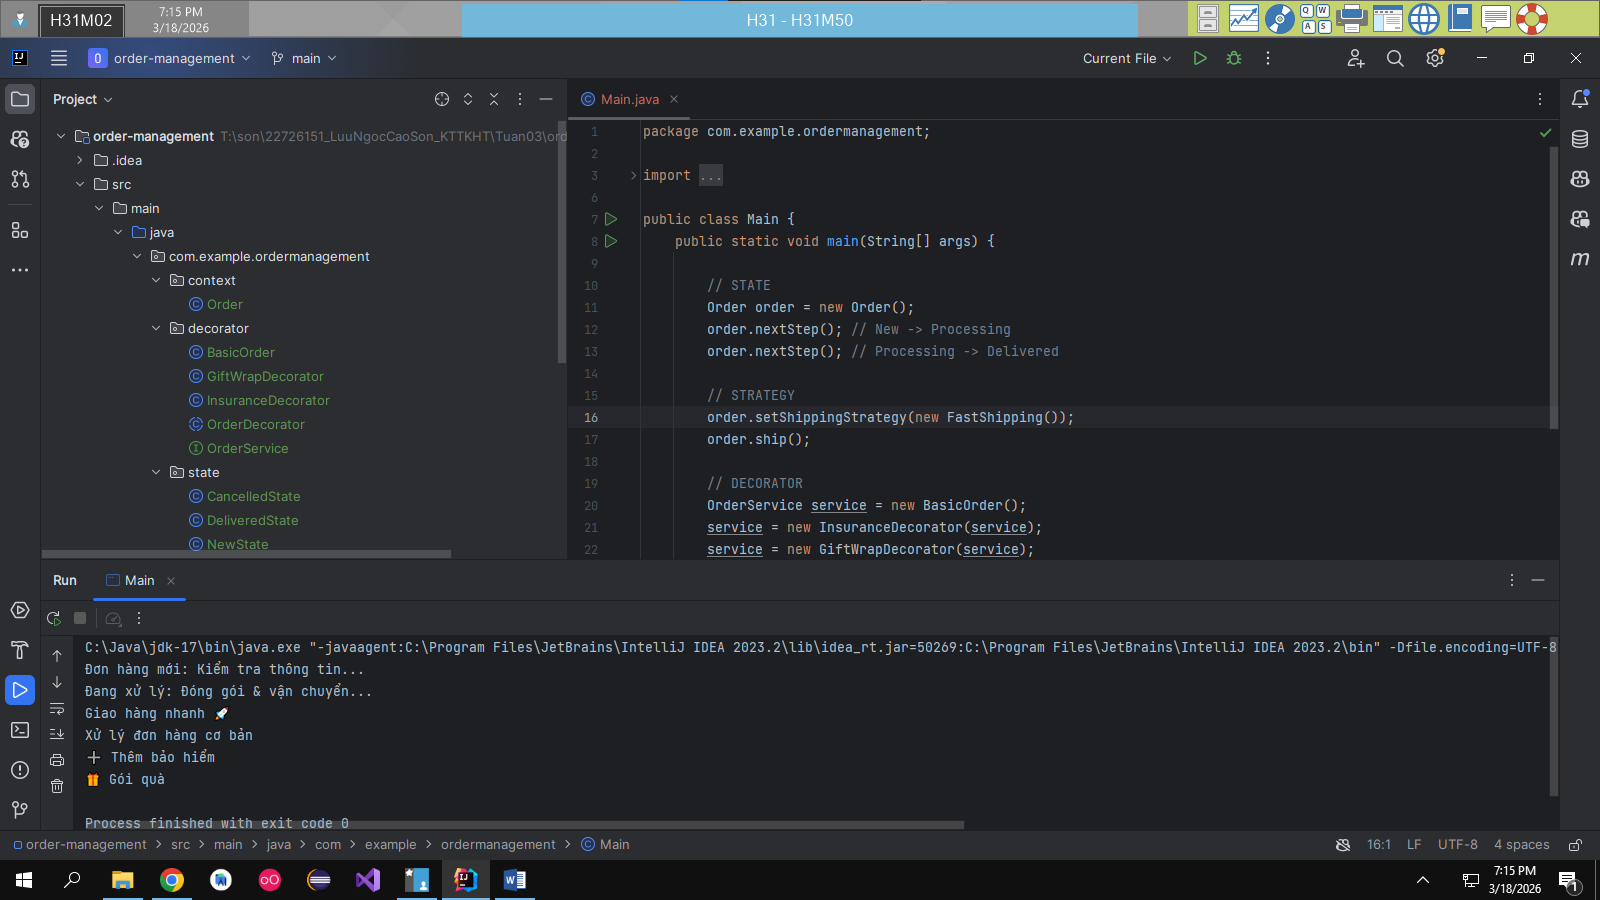 H31M02
7:15 PM
3/18/2026
H31 - H31M50
Q W
A S
IJ
O
order-management
main
Current File
Project
Main.java
order-management T:\son\22726151_LuuNgocCaoSon_KTTKHT\Tuan03\ord
.idea
src
main
java
com.example.ordermanagement
context
Order
decorator
BasicOrder
GiftWrapDecorator
InsuranceDecorator
OrderDecorator
OrderService
state
CancelledState
DeliveredState
NewState
1 package com.example.ordermanagement;
2
3 import ...
6
7 public class Main {
8 public static void main(String[] args) {
9
10 // STATE
11 Order order = new Order();
12 order.nextStep(); // New -> Processing
13 order.nextStep(); // Processing -> Delivered
14
15 // STRATEGY
16 order.setShippingStrategy(new FastShipping());
17 order.ship();
18
19 // DECORATOR
20 OrderService service = new BasicOrder();
21 service = new InsuranceDecorator(service);
22 service = new GiftWrapDecorator(service);
m
Run
Main
C:\Java\jdk-17\bin\java.exe "-javaagent:C:\Program Files\JetBrains\IntelliJ IDEA 2023.2\lib\idea_rt.jar=50269:C:\Program Files\JetBrains\IntelliJ IDEA 2023.2\bin" -Dfile.encoding=UTF-8
Đơn hàng mới: Kiểm tra thông tin...
Đang xử lý: Đóng gói & vận chuyển...
Giao hàng nhanh 🚀
Xử lý đơn hàng cơ bản
➕ Thêm bảo hiểm
🎁 Gói quà
Process finished with exit code 0
order-management > src > main > java > com > example > ordermanagement > Main
16:1 LF UTF-8 4 spaces
7:15 PM
3/18/2026
1